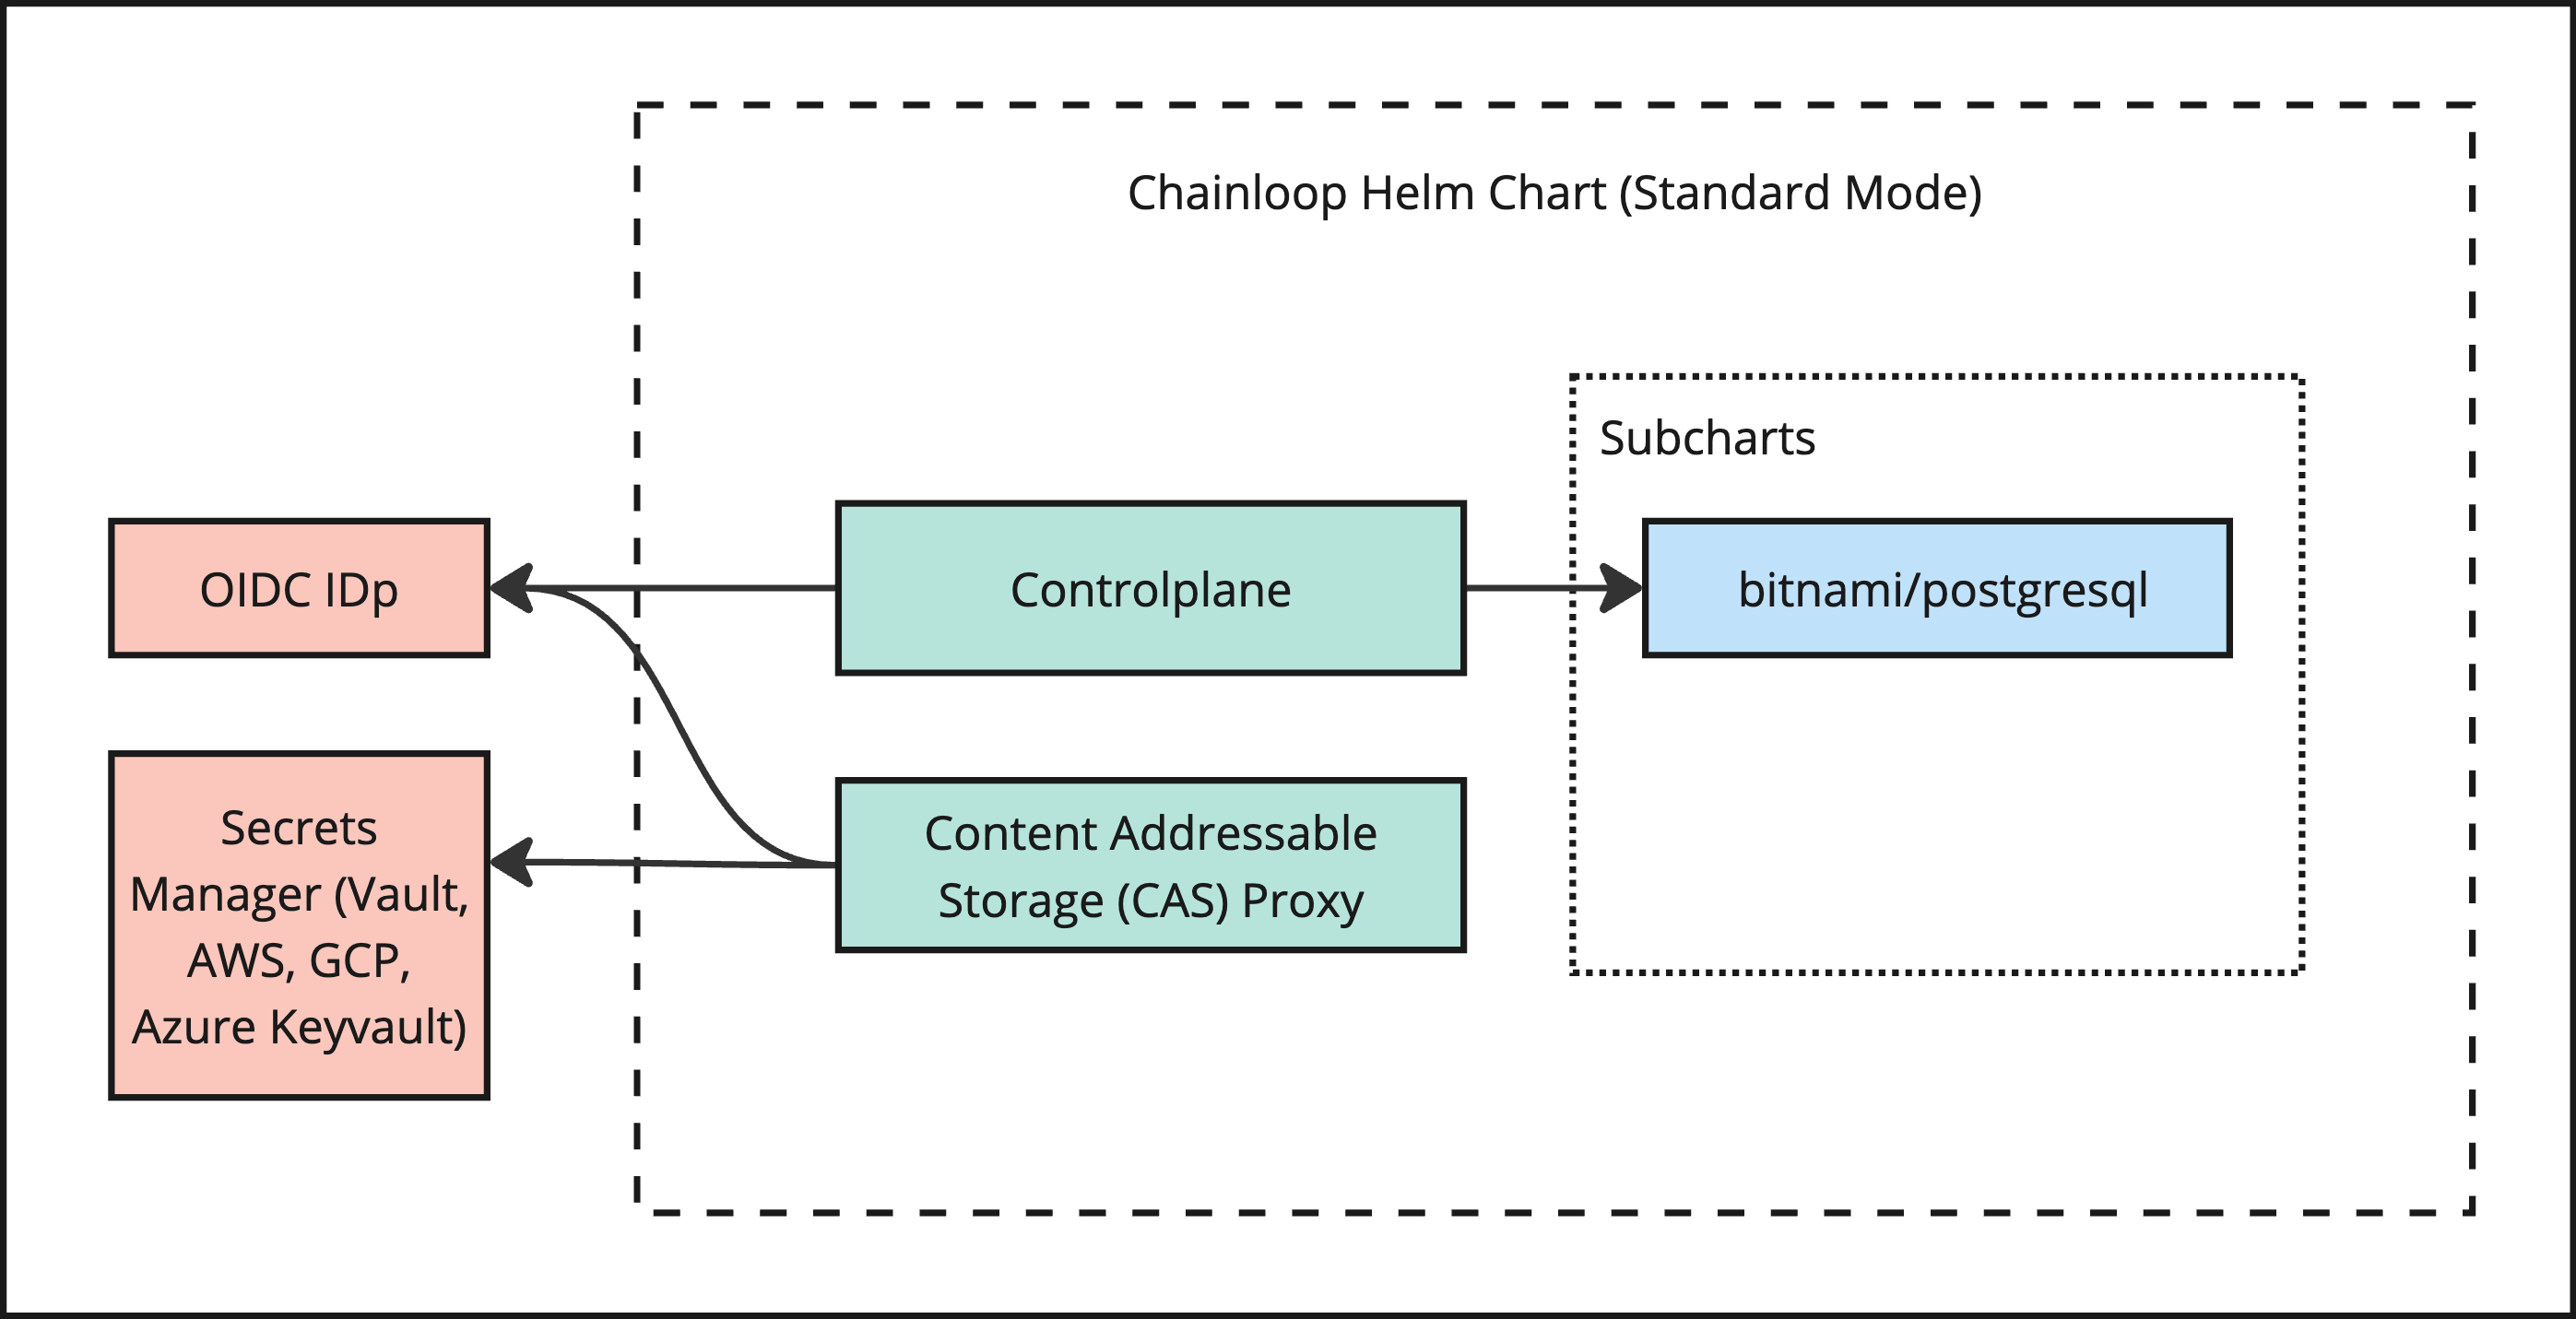 Chainloop Helm Chart (Standard Mode)
Subcharts
OIDC IDp
Controlplane
bitnami/postgresql
Secrets
Manager (Vault,
AWS, GCP,
Azure Keyvault)
Content Addressable
Storage (CAS) Proxy